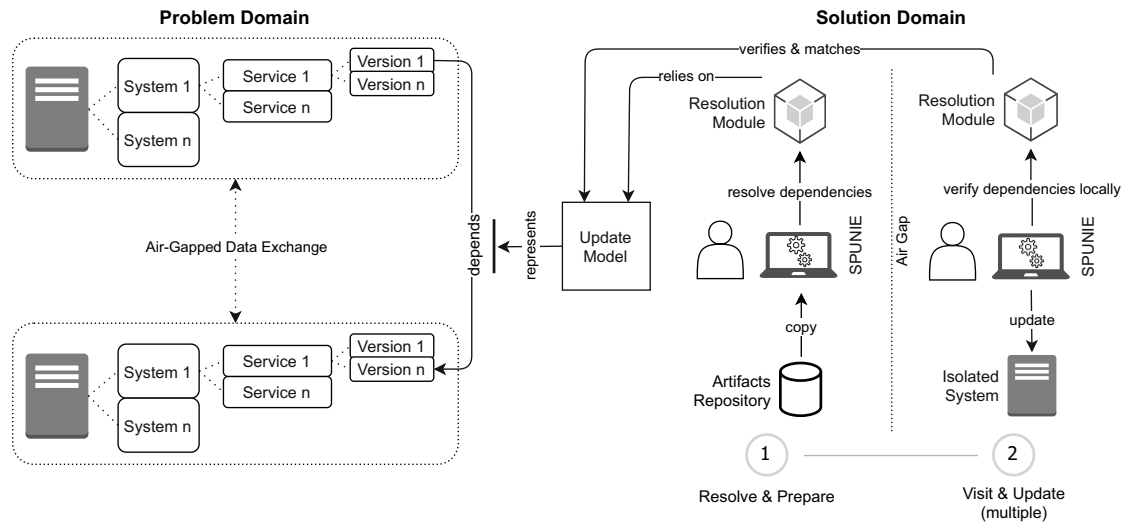 Problem Domain
System 1
System n
Service 1
Service n
Version 1
Version n
Air-Gapped Data Exchange
System 1
System n
Service 1
Service n
Version 1
Version n
depends
represents
Solution Domain
verifies & matches
relies on
Update
Model
Resolution
Module
resolve dependencies
SPUNIE
copy
Artifacts
Repository
1
Resolve & Prepare
Air Gap
Resolution
Module
verify dependencies locally
SPUNIE
update
Isolated
System
2
Visit & Update
(multiple)